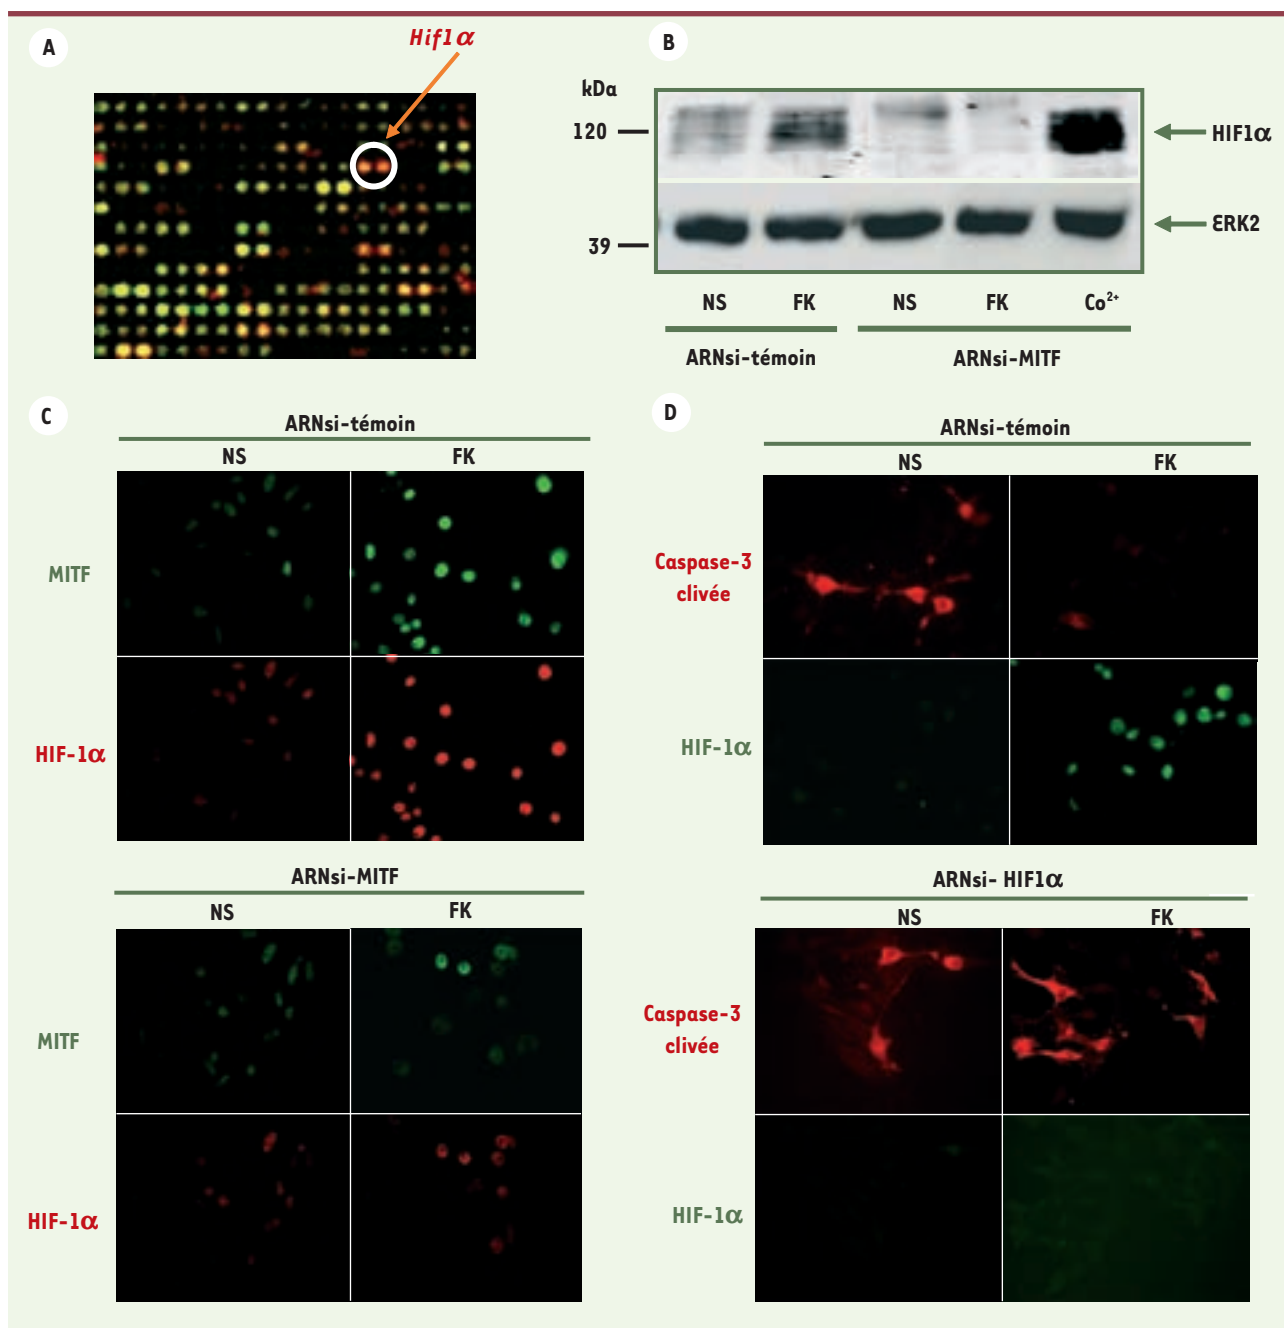 A
Hif1α
B
kDa
120
HIF1α
39
ERK2
NS FK NS FK Co²⁺
ARNsi-témoin ARNsi-MITF
C
ARNsi-témoin
NS FK
MITF
HIF-1α
ARNsi-MITF
NS FK
MITF
HIF-1α
D
ARNsi-témoin
NS FK
Caspase-3
clivée
HIF-1α
ARNsi- HIF1α
NS FK
Caspase-3
clivée
HIF-1α